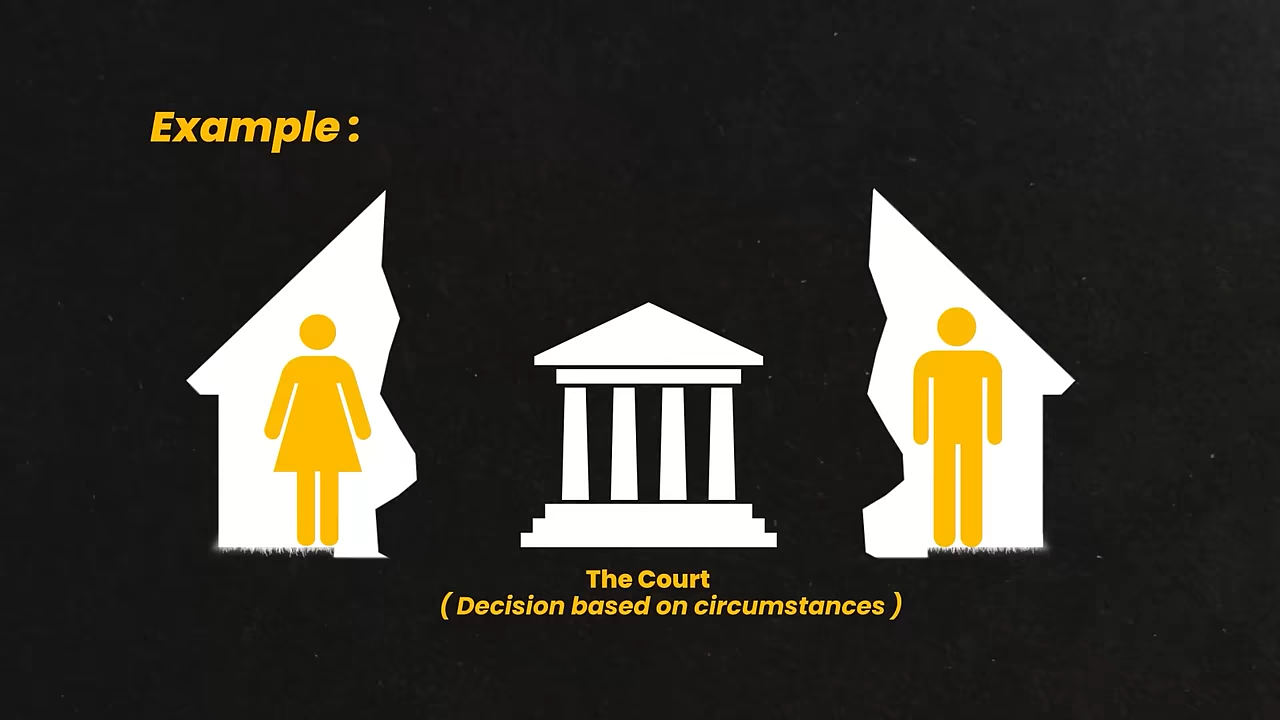 Example :
The Court
( Decision based on circumstances )